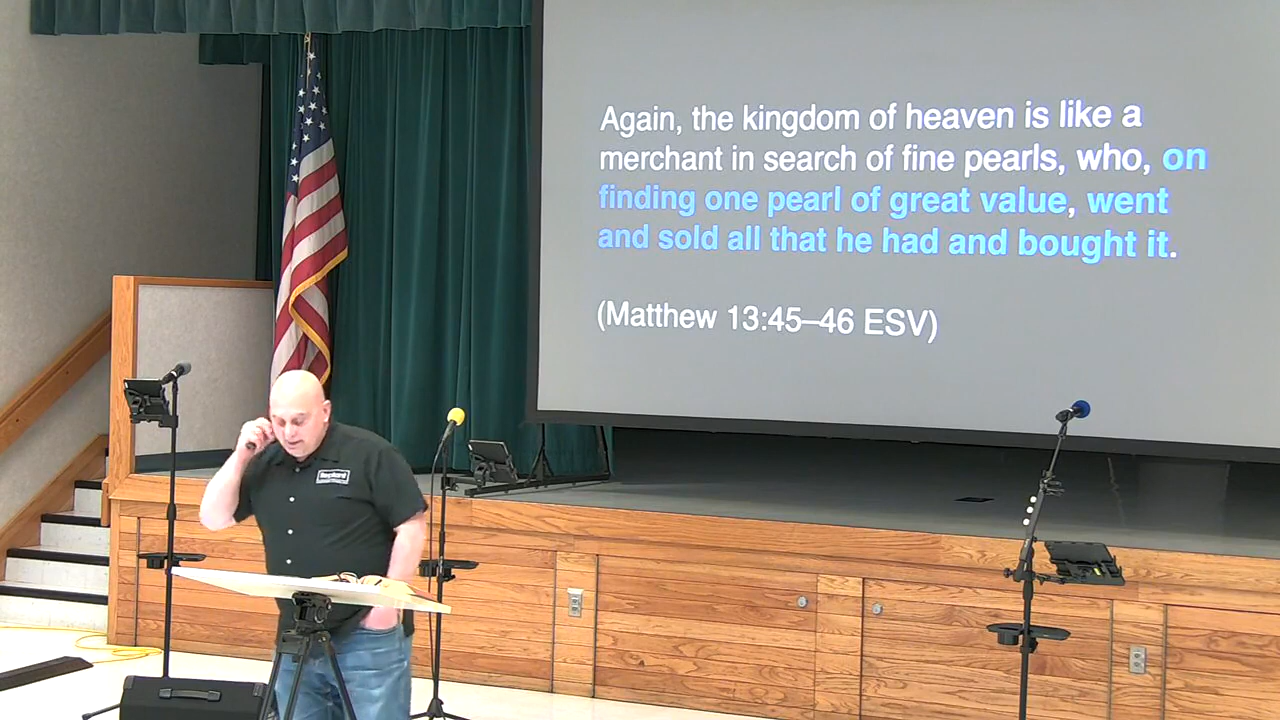 Again, the kingdom of heaven is like a
merchant in search of fine pearls, who, on
finding one pearl of great value, went
and sold all that he had and bought it.
(Matthew 13:45–46 ESV)